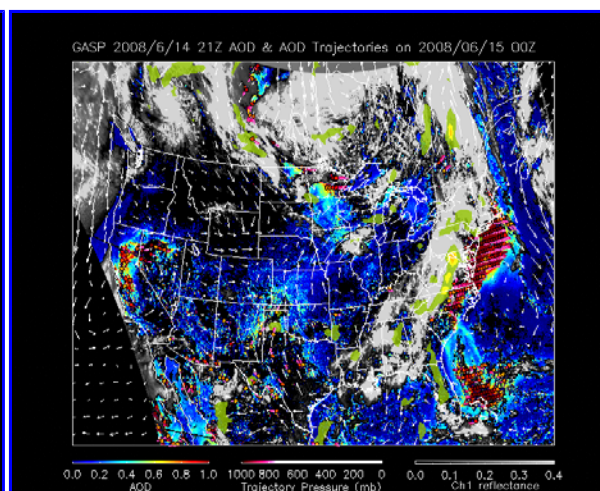 GASP 2008/6/14 21Z AOD & AOD Trajectories on 2008/06/15 00Z
0.0 0.2 0.4 0.6 0.8 1.0 1000 800 600 400 200 0 0.0 0.1 0.2 0.3 0.4
AOD Trajectory Pressure (mb) Ch1 reflectance